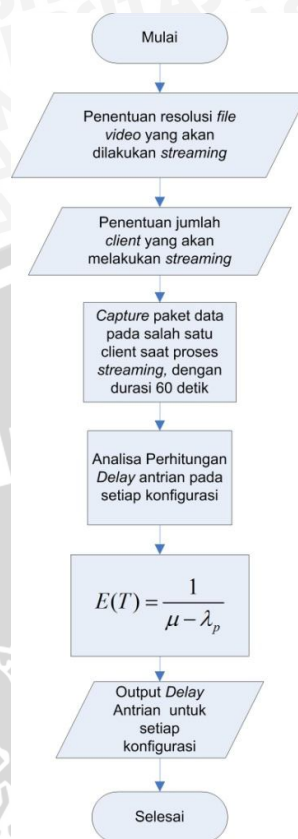 Mulai
Penentuan resolusi file
video yang akan
dilakukan streaming
Penentuan jumlah
client yang akan
melakukan streaming
Capture paket data
pada salah satu
client saat proses
streaming, dengan
durasi 60 detik
Analisa Perhitungan
Delay antrian pada
setiap konfigurasi
E(T) = 1 / (μ − λ_p)
Output Delay
Antrian untuk
setiap
konfigurasi
Selesai